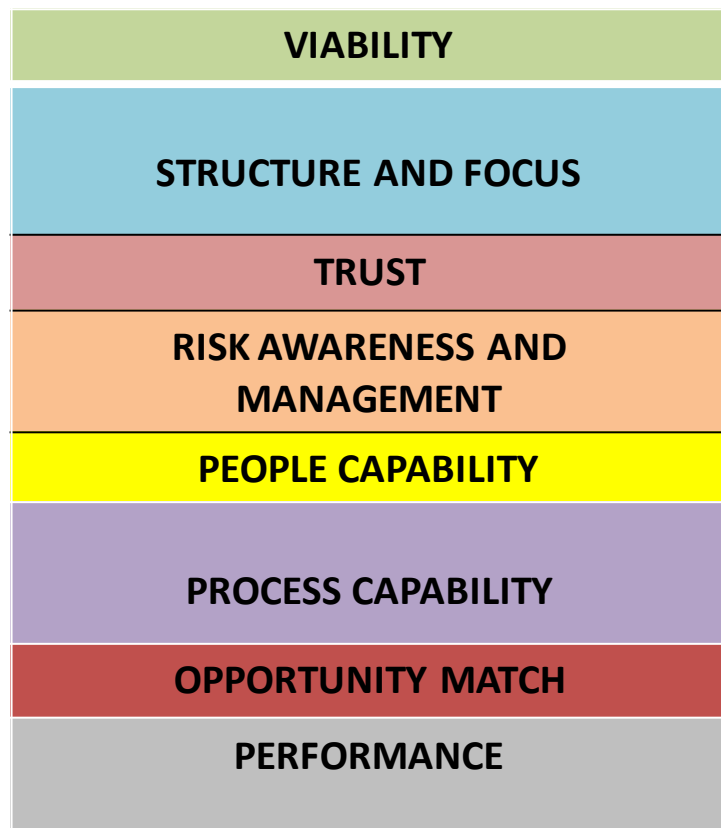 VIABILITY
STRUCTURE AND FOCUS
TRUST
RISK AWARENESS AND
MANAGEMENT
PEOPLE CAPABILITY
PROCESS CAPABILITY
OPPORTUNITY MATCH
PERFORMANCE